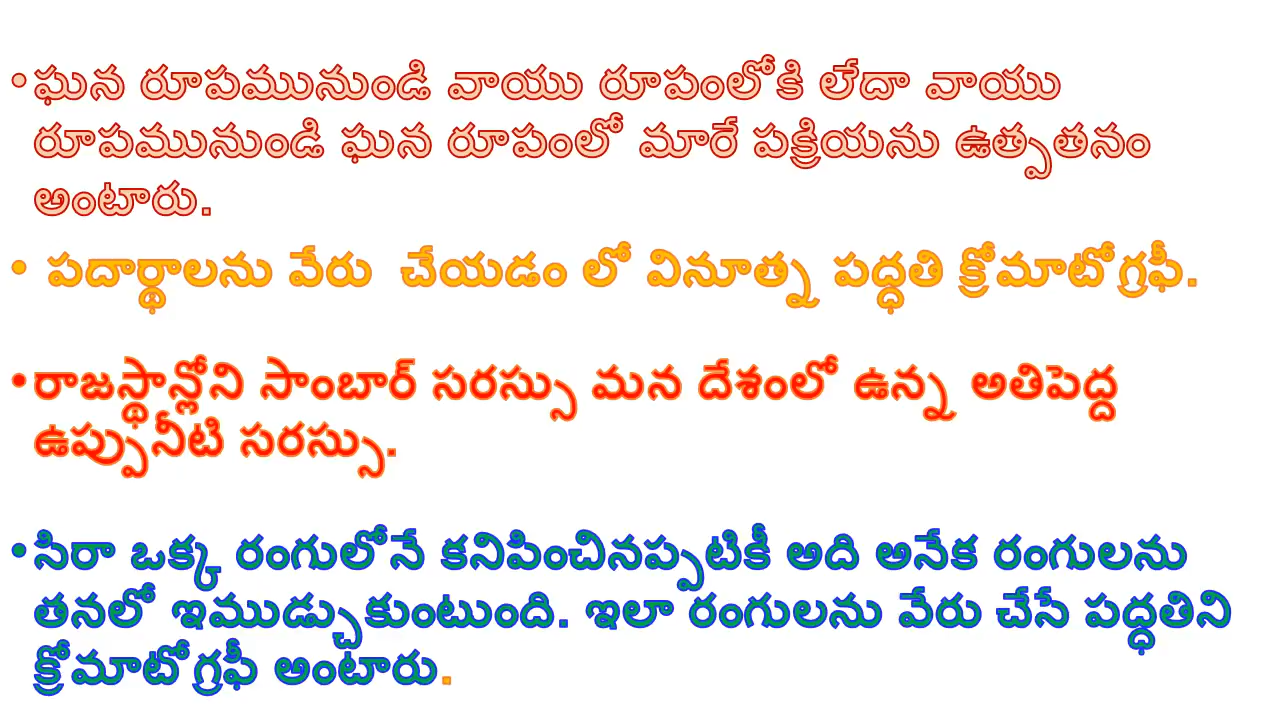 •ఘన రూపమునుండి వాయు రూపంలోకి లేదా వాయు
రూపమునుండి ఘన రూపంలో మారే పక్రియను ఉత్పతనం
అంటారు.
• పదార్థాలను వేరు చేయడం లో వినూత్న పద్ధతి క్రోమాటోగ్రఫీ.
•రాజస్థాన్లోని సాంబార్ సరస్సు మన దేశంలో ఉన్న అతిపెద్ద
ఉప్పునీటి సరస్సు.
•సిరా ఒక్క రంగులోనే కనిపించినప్పటికీ అది అనేక రంగులను
తనలో ఇముడ్చుకుంటుంది. ఇలా రంగులను వేరు చేసే పద్ధతిని
క్రోమాటోగ్రఫీ అంటారు.